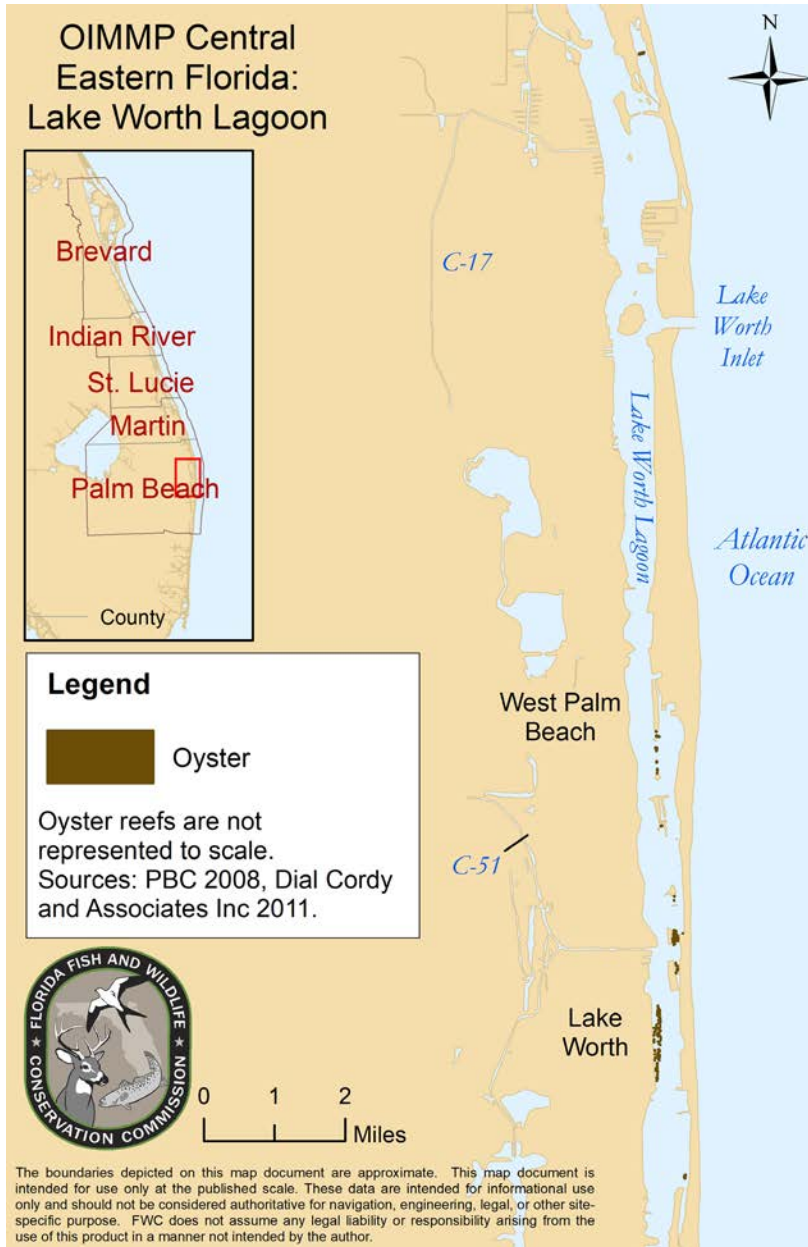 OIMMP Central
Eastern Florida:
Lake Worth Lagoon
N
Brevard
Indian River
St. Lucie
Martin
Palm Beach
County
C-17
Lake
Worth
Inlet
Lake Worth Lagoon
Atlantic
Ocean
West Palm
Beach
C-51
Lake
Worth
Legend
Oyster
Oyster reefs are not
represented to scale.
Sources: PBC 2008, Dial Cordy
and Associates Inc 2011.
FLORIDA FISH AND WILDLIFE
CONSERVATION COMMISSION
0 1 2
Miles
The boundaries depicted on this map document are approximate. This map document is
intended for use only at the published scale. These data are intended for informational use
only and should not be considered authoritative for navigation, engineering, legal, or other site-
specific purpose. FWC does not assume any legal liability or responsibility arising from the
use of this product in a manner not intended by the author.